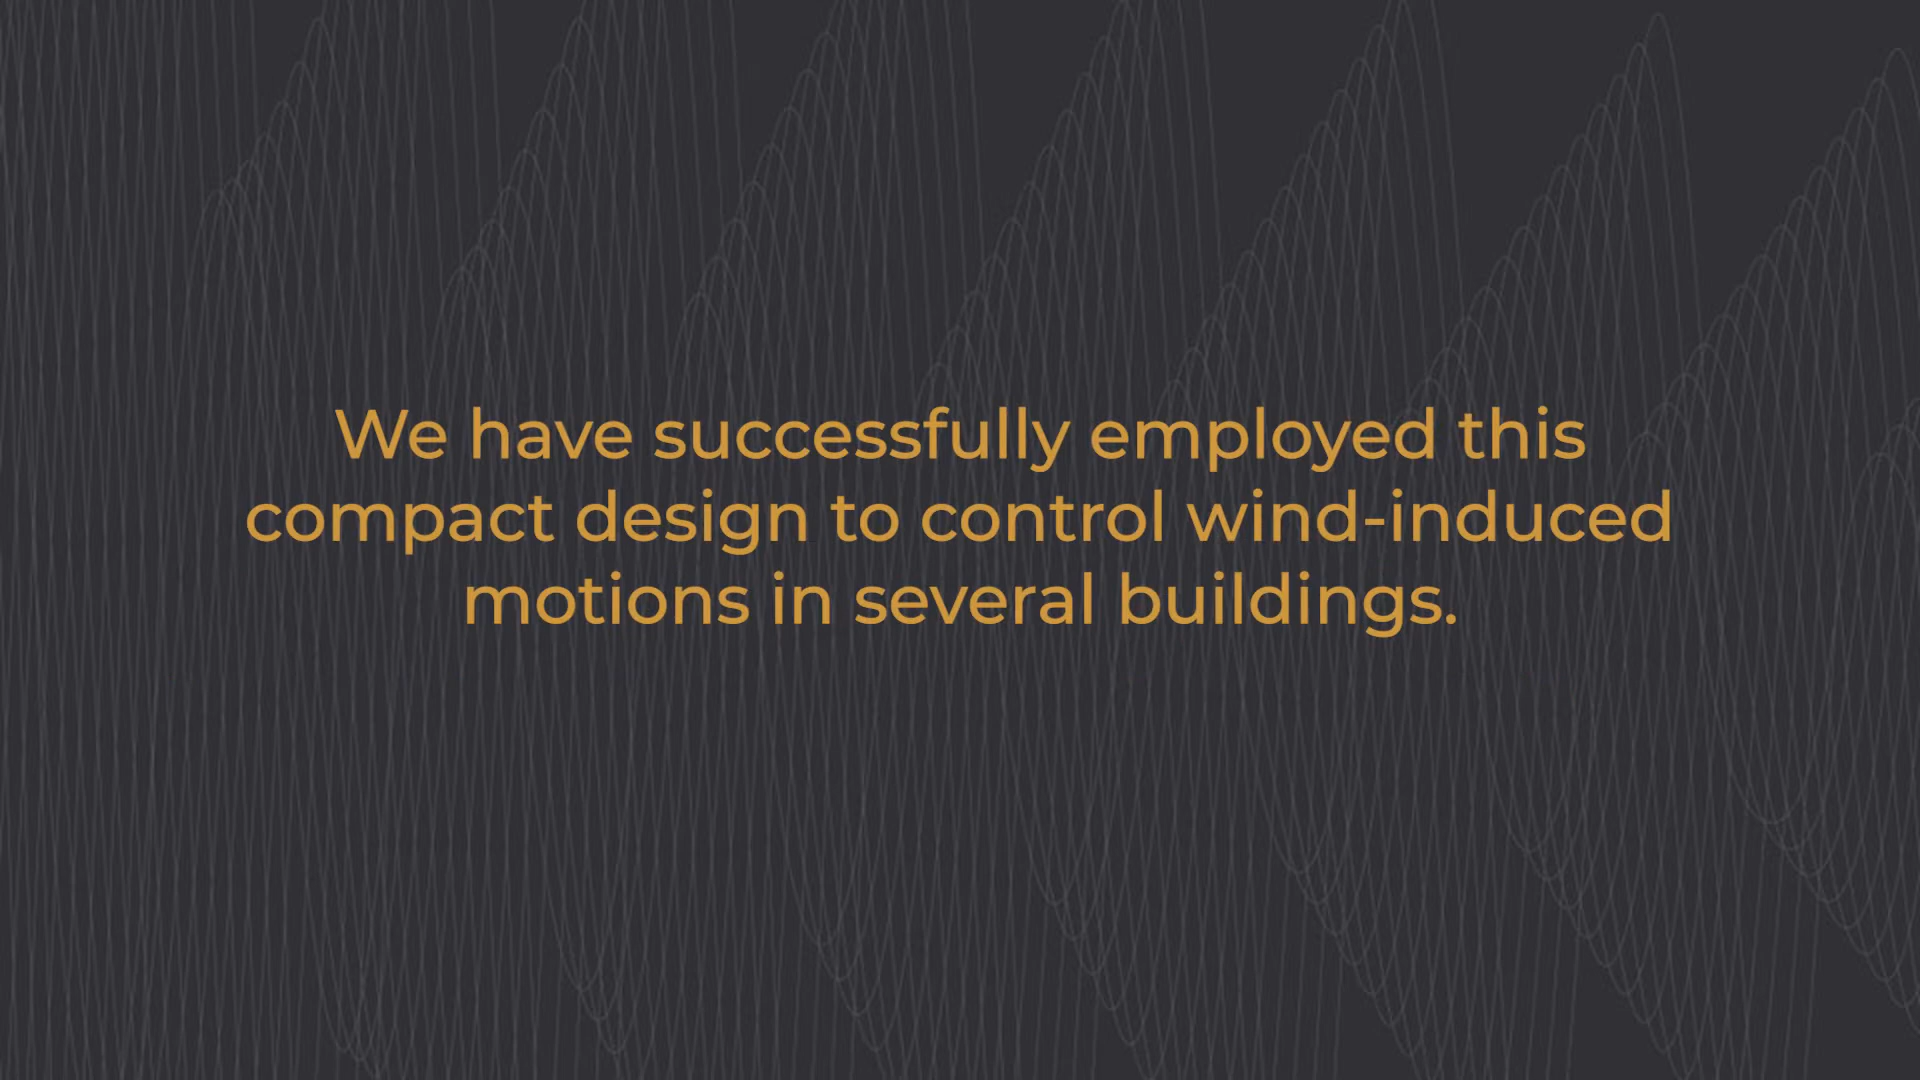 We have successfully employed this
compact design to control wind-induced
motions in several buildings.